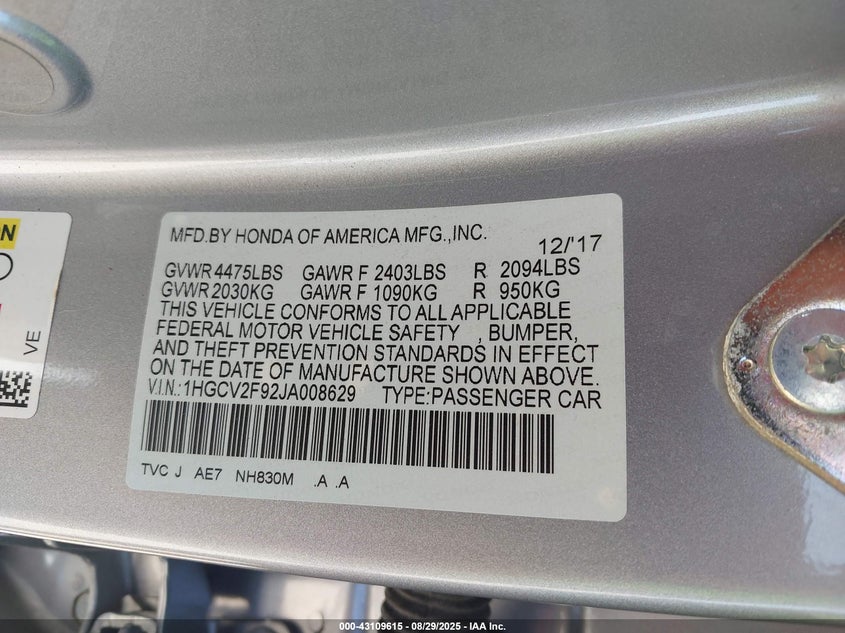 MFD.BY HONDA OF AMERICA MFG.,INC.
12/'17
GVWR 4475LBS GAWR F 2403LBS R 2094LBS
GVWR 2030KG GAWR F 1090KG R 950KG
THIS VEHICLE CONFORMS TO ALL APPLICABLE
FEDERAL MOTOR VEHICLE SAFETY , BUMPER,
AND THEFT PREVENTION STANDARDS IN EFFECT
ON THE DATE OF MANUFACTURE SHOWN ABOVE.
V.I.N.:1HGCV2F92JA008629 TYPE:PASSENGER CAR
TVC J AE7 NH830M .A .A
VE
000-43109615 - 08/29/2025 - IAA Inc.